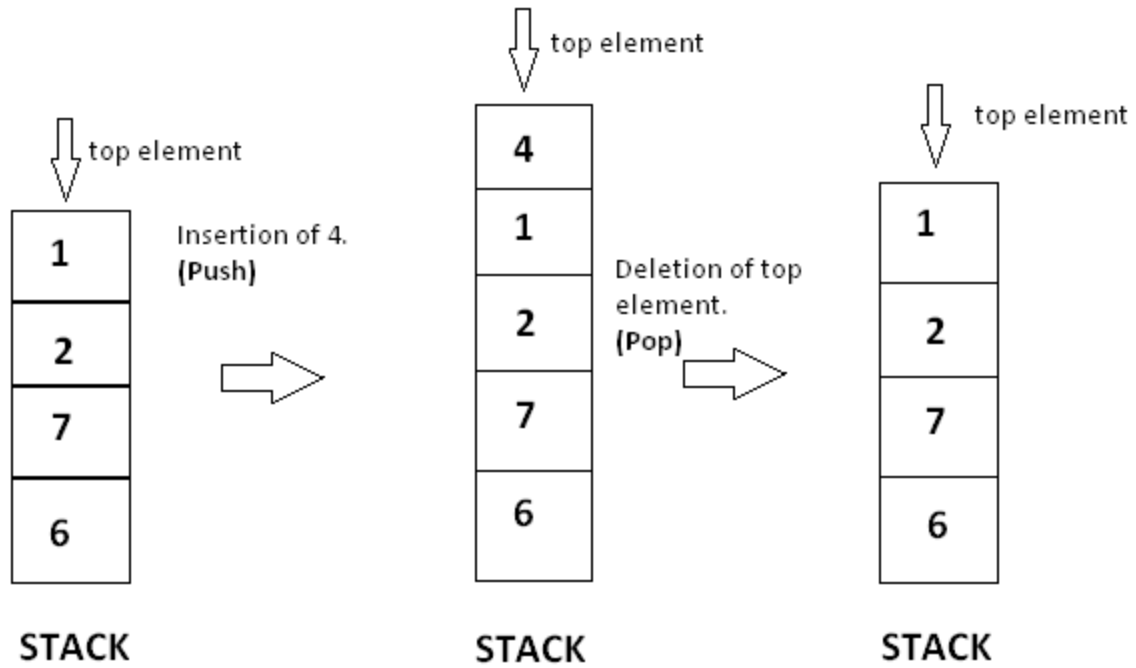 top element
1
2
7
6
STACK
Insertion of 4.
(Push)
top element
4
1
2
7
6
STACK
Deletion of top
element.
(Pop)
top element
1
2
7
6
STACK